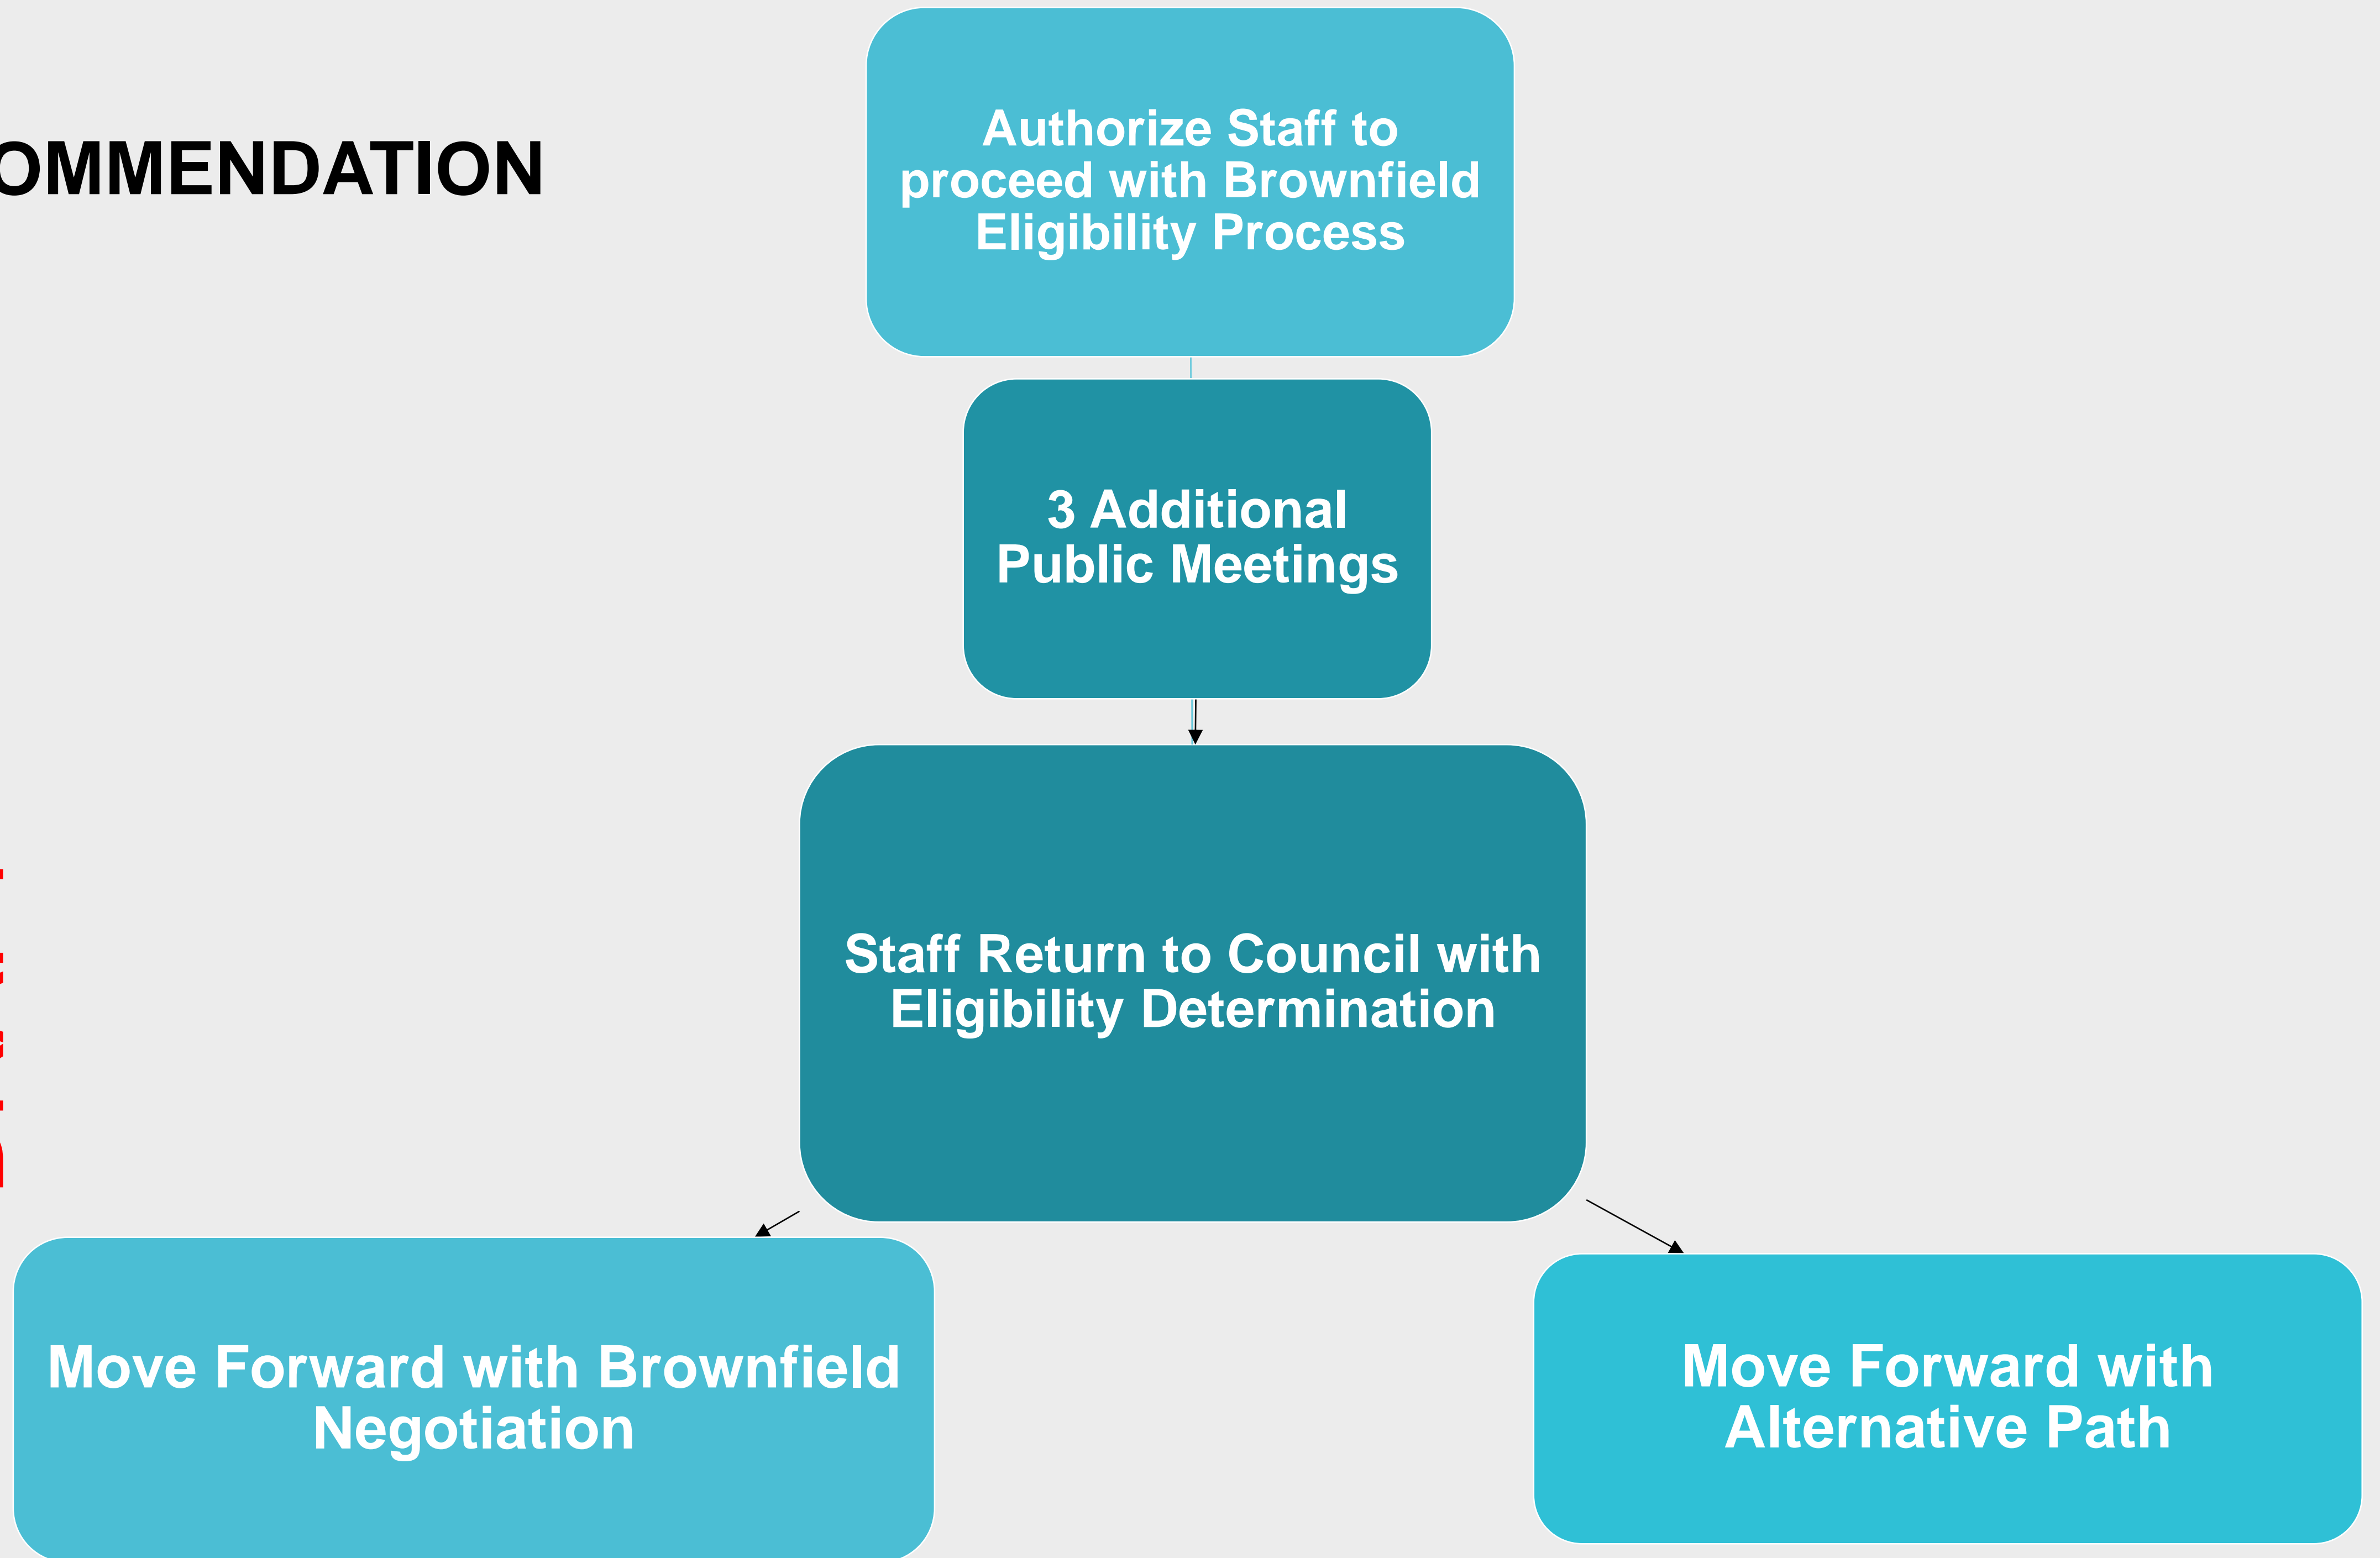 OMMENDATION
Authorize Staff to
proceed with Brownfield
Eligibility Process
3 Additional
Public Meetings
Staff Return to Council with
Eligibility Determination
Move Forward with Brownfield
Negotiation
Move Forward with
Alternative Path